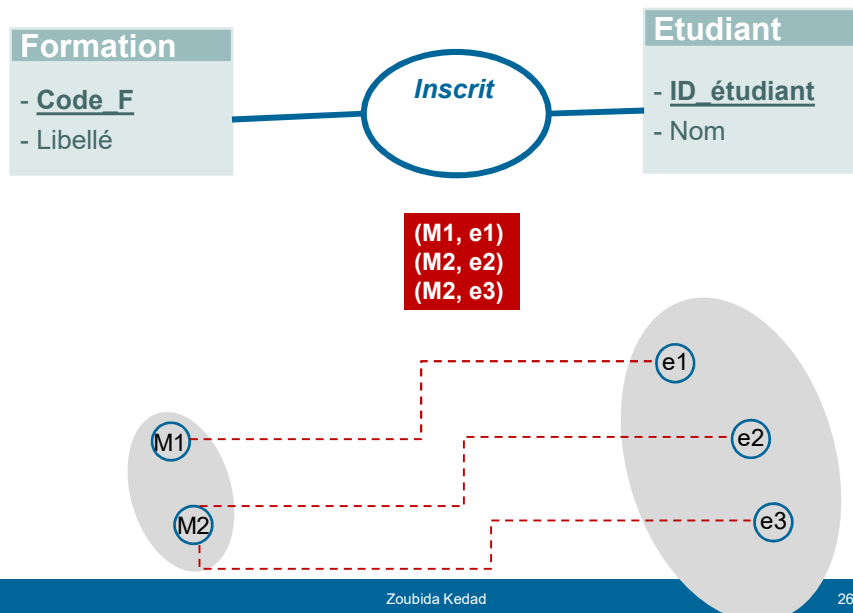 Formation
- Code_F
- Libellé
Inscrit
Etudiant
- ID_étudiant
- Nom
(M1, e1)
(M2, e2)
(M2, e3)
e1
M1
e2
M2
e3
Zoubida Kedad
26